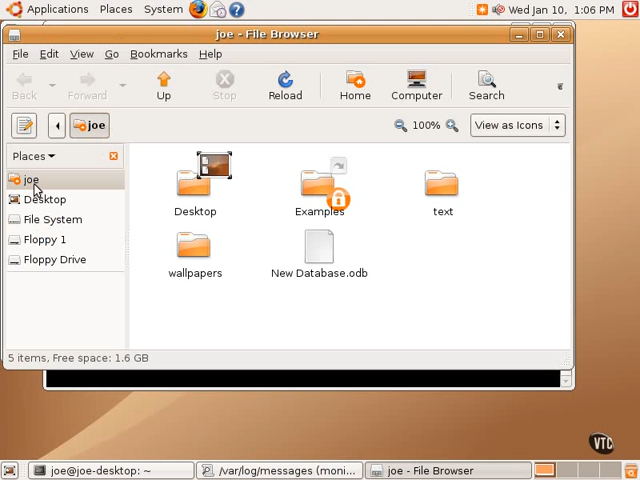 Applications Places System Wed Jan 10, 1:06 PM
joe - File Browser
File Edit View Go Bookmarks Help
Back Forward Up Stop Reload Home Computer Search
joe 100% View as Icons
Places
joe
Desktop
File System
Floppy 1
Floppy Drive
Desktop Examples text
wallpapers New Database.odb
5 items, Free space: 1.6 GB
VTC
joe@joe-desktop: ~ /var/log/messages (moni... joe - File Browser